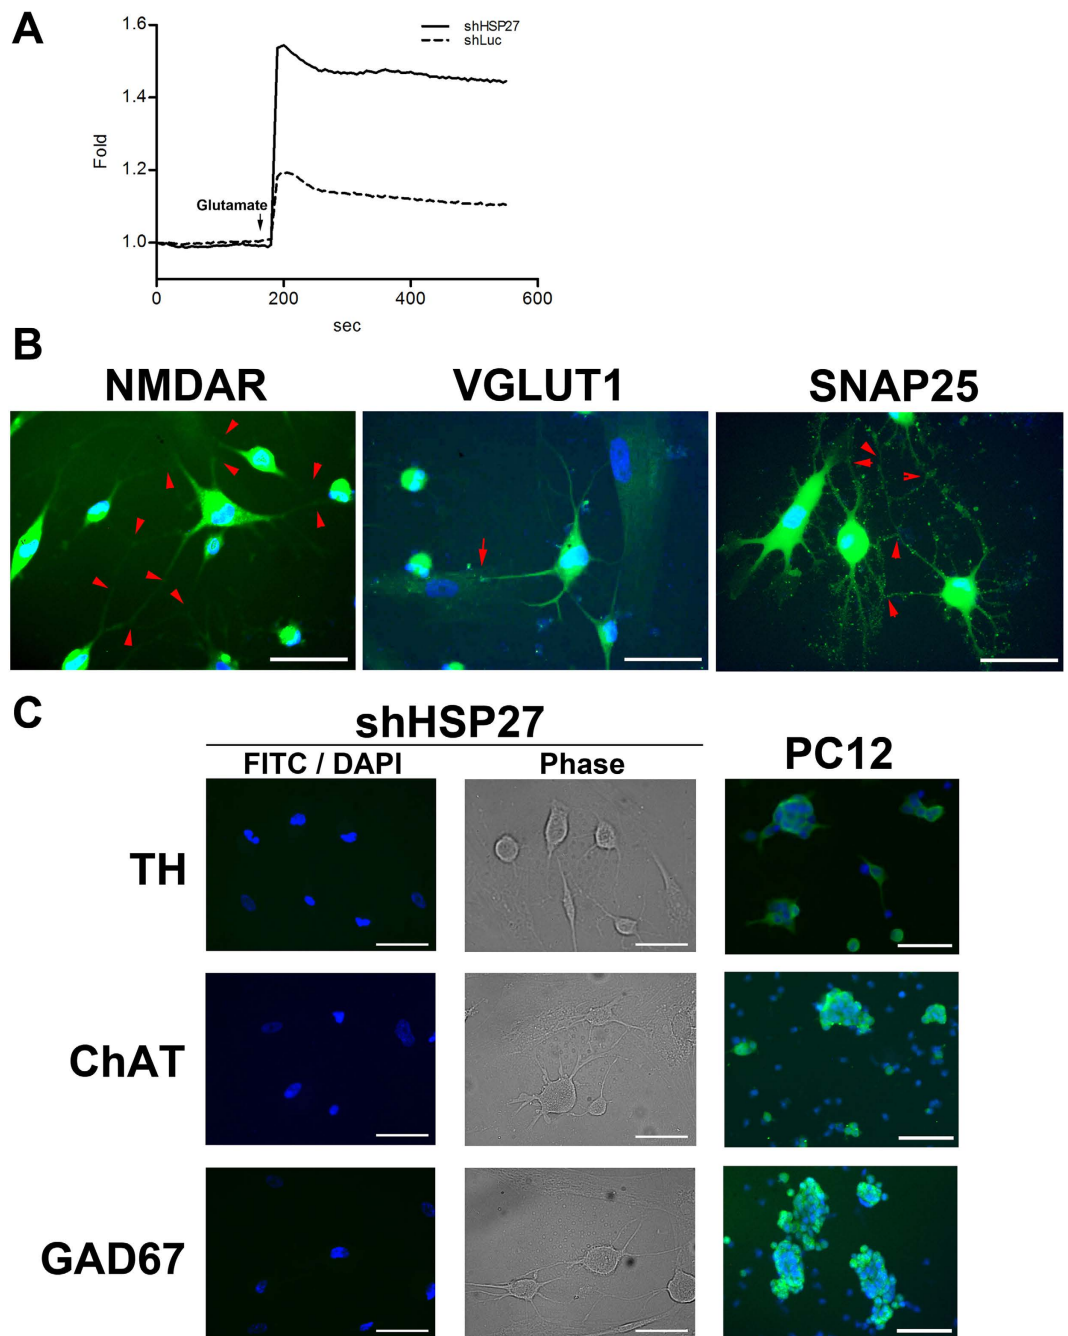 A
1.6
1.4
1.2
1.0
Fold
shHSP27
shLuc
Glutamate
0 200 400 600
sec
B
NMDAR VGLUT1 SNAP25
C
shHSP27
FITC / DAPI Phase PC12
TH
ChAT
GAD67